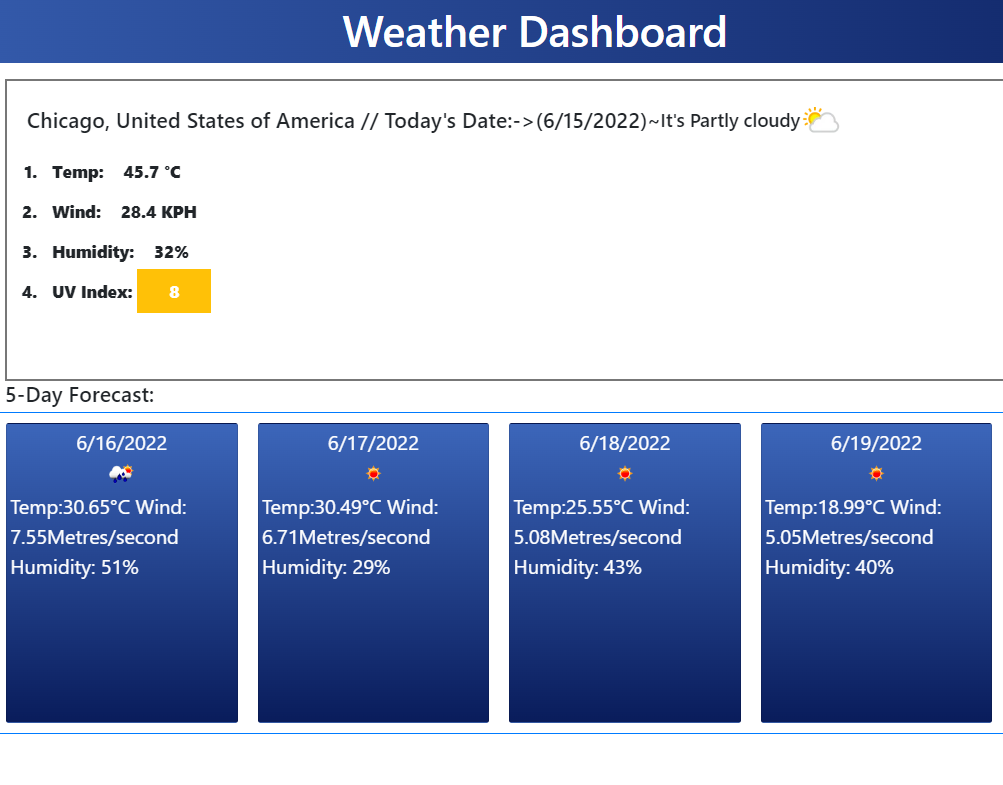 Weather Dashboard
Chicago, United States of America // Today's Date:->(6/15/2022)~It's Partly cloudy
1. Temp: 45.7 °C
2. Wind: 28.4 KPH
3. Humidity: 32%
4. UV Index: 8
5-Day Forecast:
6/16/2022
Temp:30.65°C Wind:
7.55Metres/second
Humidity: 51%
6/17/2022
Temp:30.49°C Wind:
6.71Metres/second
Humidity: 29%
6/18/2022
Temp:25.55°C Wind:
5.08Metres/second
Humidity: 43%
6/19/2022
Temp:18.99°C Wind:
5.05Metres/second
Humidity: 40%